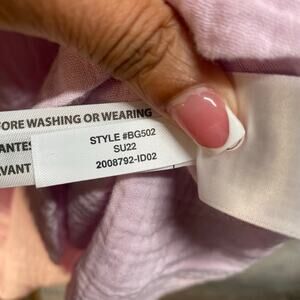 FORE WASHING OR WEARING
ANTES
VANT
STYLE #BG502
SU22
2008792-ID02